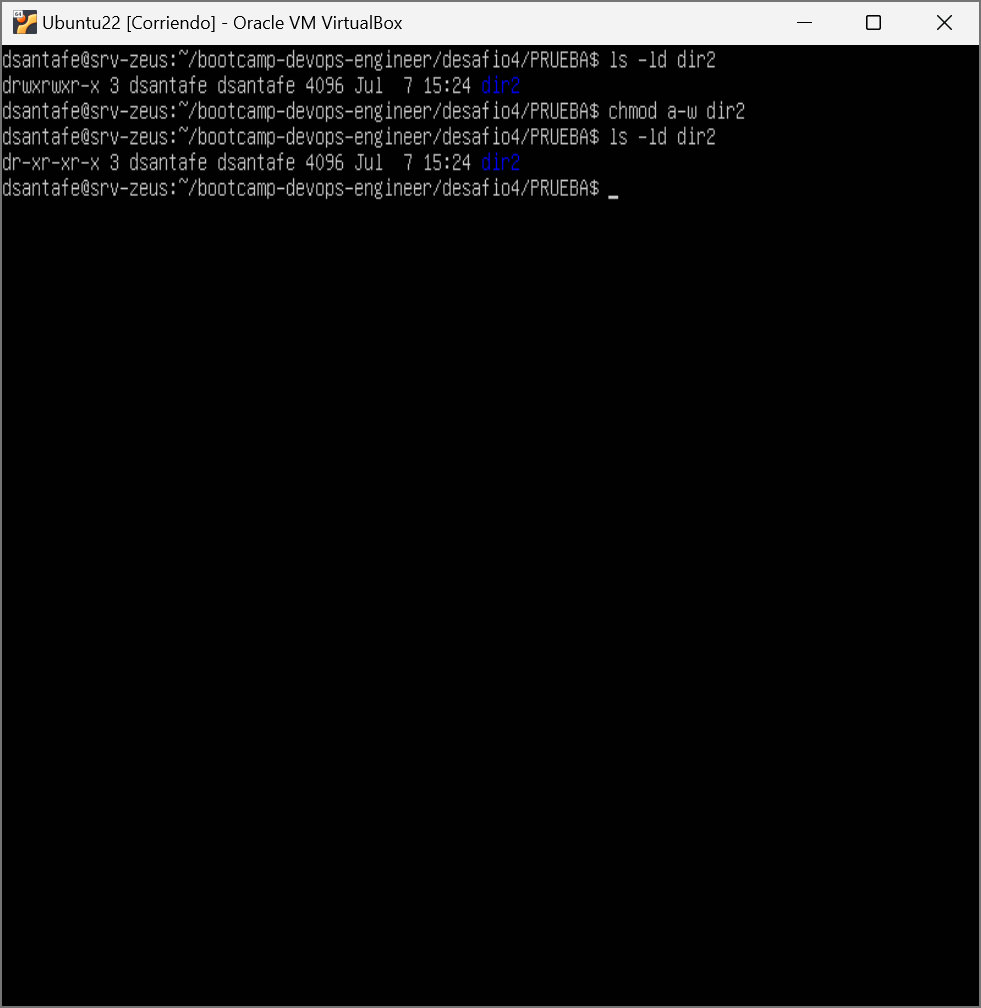 Ubuntu22 [Corriendo] - Oracle VM VirtualBox
dsantafe@srv-zeus:~/bootcamp-devops-engineer/desafio4/PRUEBA$ ls -ld dir2
drwxrwxr-x 3 dsantafe dsantafe 4096 Jul  7 15:24 dir2
dsantafe@srv-zeus:~/bootcamp-devops-engineer/desafio4/PRUEBA$ chmod a-w dir2
dsantafe@srv-zeus:~/bootcamp-devops-engineer/desafio4/PRUEBA$ ls -ld dir2
dr-xr-xr-x 3 dsantafe dsantafe 4096 Jul  7 15:24 dir2
dsantafe@srv-zeus:~/bootcamp-devops-engineer/desafio4/PRUEBA$ _